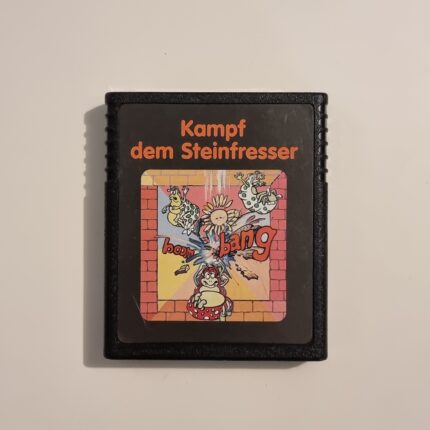 Kampf
dem Steinfresser
boom
bang